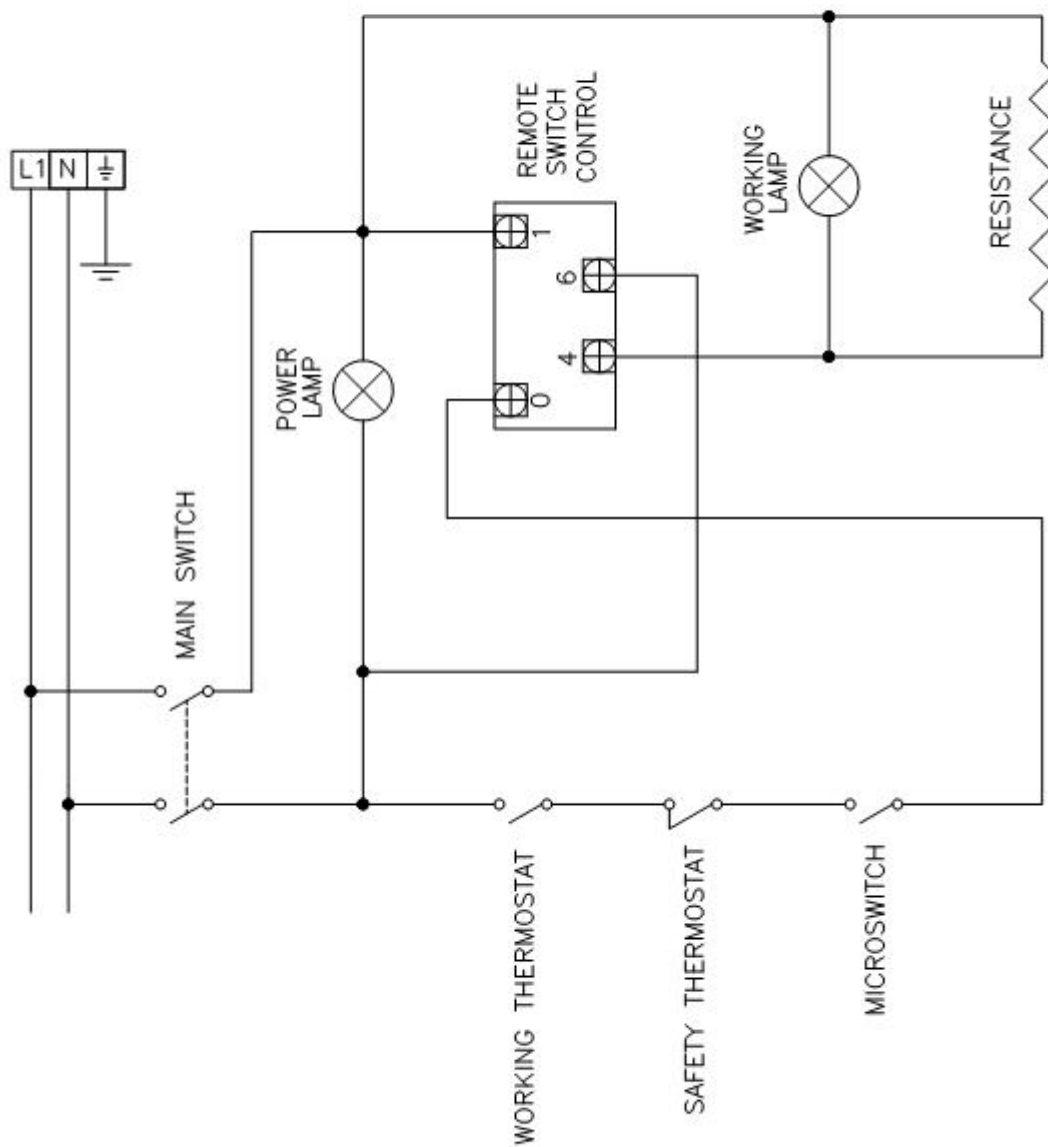 L1 N
REMOTE
SWITCH
CONTROL
1
6
4
0
POWER
LAMP
WORKING
LAMP
RESISTANCE
MAIN SWITCH
WORKING THERMOSTAT
SAFETY THERMOSTAT
MICROSWITCH